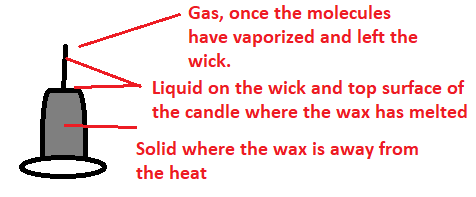 Gas, once the molecules
have vaporized and left the
wick.
Liquid on the wick and top surface of
the candle where the wax has melted
Solid where the wax is away from
the heat